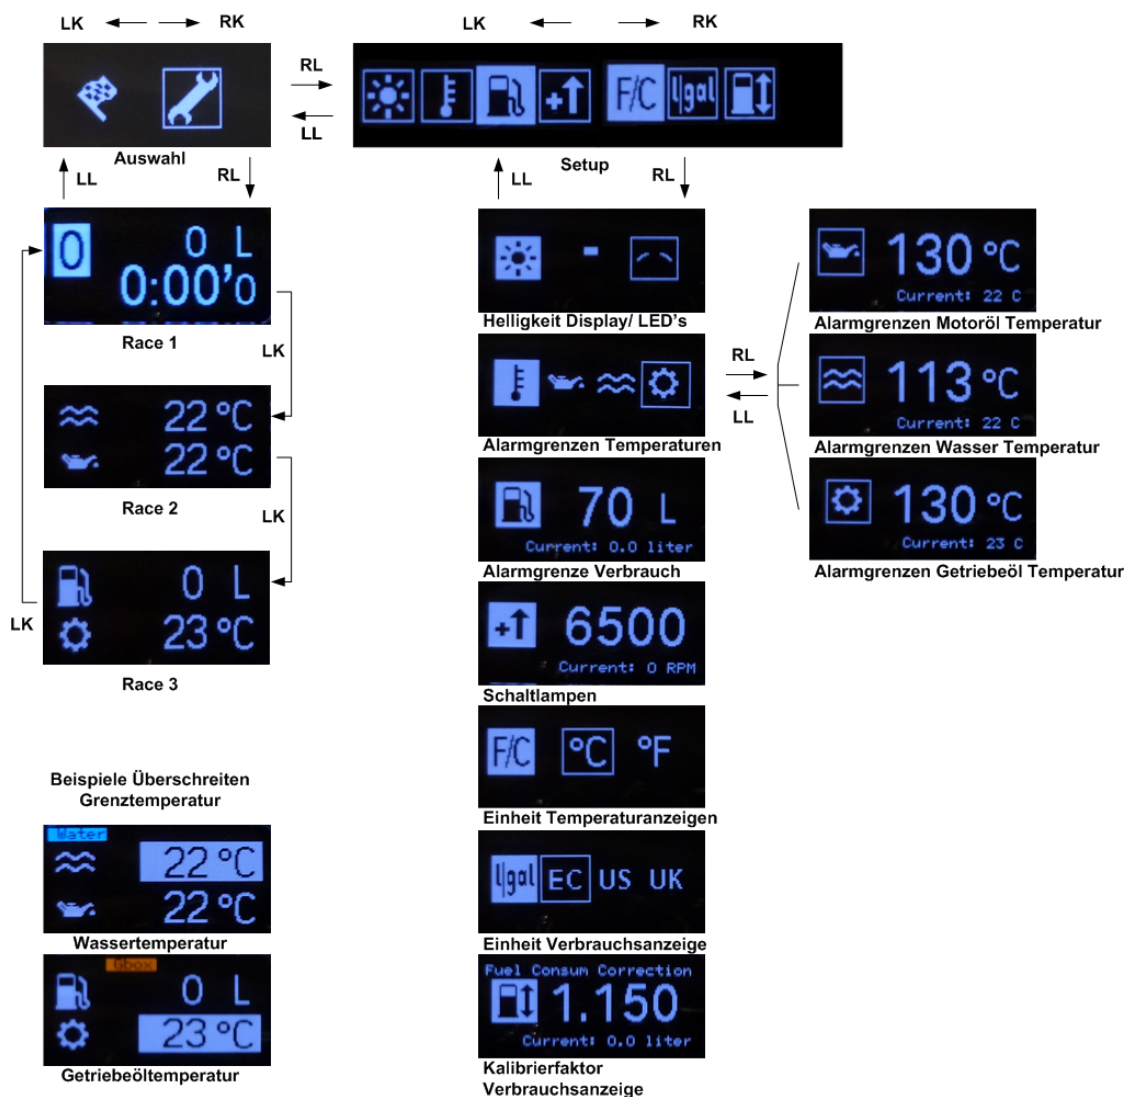 LK
RK
LK
RK
RL
LL
F/C
l/gal
Auswahl
Setup
LL
RL
LL
RL
0
0 L
0:00'0
Race 1
LK
22 °C
22 °C
Race 2
LK
0 L
23 °C
LK
Race 3
Helligkeit Display/ LED's
RL
LL
Alarmgrenzen Temperaturen
70 L
Current: 0.0 liter
Alarmgrenze Verbrauch
6500
Current: 0 RPM
Schaltlampen
F/C
°C
°F
Einheit Temperaturanzeigen
l/gal
EC US UK
Einheit Verbrauchsanzeige
Fuel Consum Correction
1.150
Current: 0.0 liter
Kalibrierfaktor
Verbrauchsanzeige
130 °C
Current: 22 C
Alarmgrenzen Motoröl Temperatur
113 °C
Current: 22 C
Alarmgrenzen Wasser Temperatur
130 °C
Current: 23 C
Alarmgrenzen Getriebeöl Temperatur
Beispiele Überschreiten
Grenztemperatur
Water
22 °C
22 °C
Wassertemperatur
Gbox
0 L
23 °C
Getriebeöltemperatur